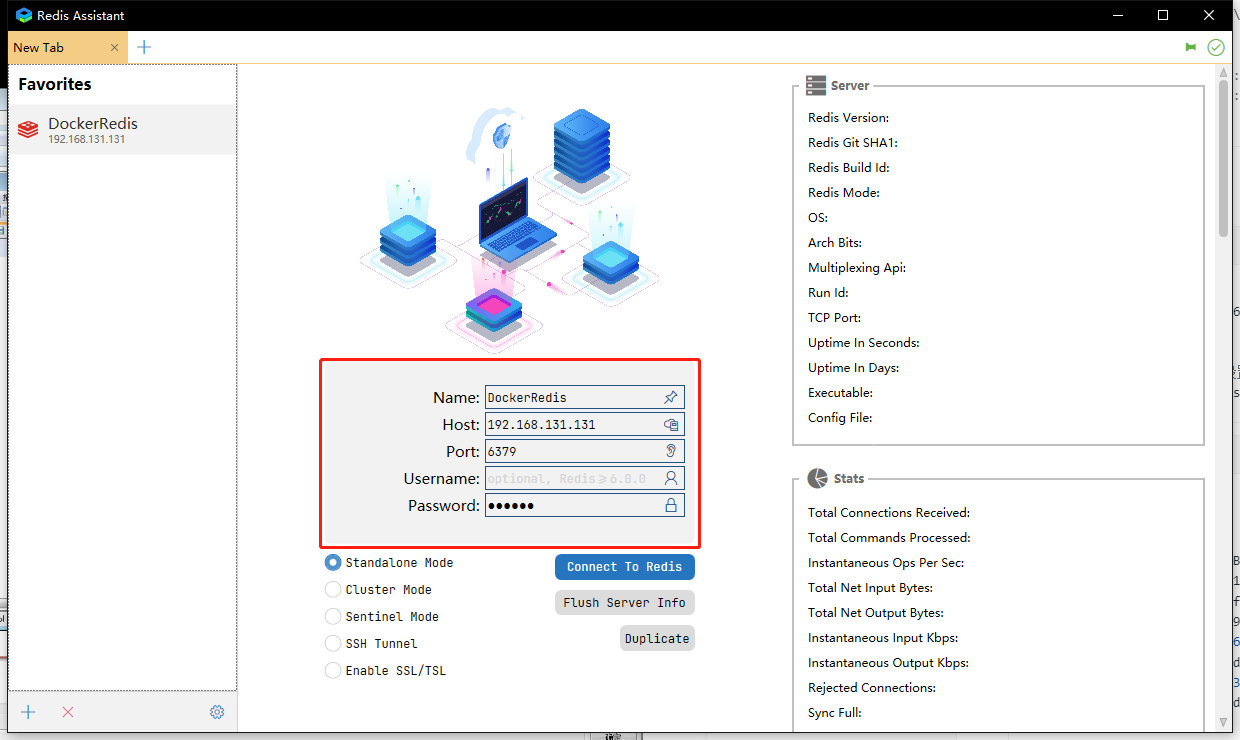 Redis Assistant
New Tab
Favorites
DockerRedis
192.168.131.131
Name: DockerRedis
Host: 192.168.131.131
Port: 6379
Username: optional, Redis≥6.0.0
Password: ●●●●●●
Standalone Mode
Cluster Mode
Sentinel Mode
SSH Tunnel
Enable SSL/TSL
Connect To Redis
Flush Server Info
Duplicate
Server
Redis Version:
Redis Git SHA1:
Redis Build Id:
Redis Mode:
OS:
Arch Bits:
Multiplexing Api:
Run Id:
TCP Port:
Uptime In Seconds:
Uptime In Days:
Executable:
Config File:
Stats
Total Connections Received:
Total Commands Processed:
Instantaneous Ops Per Sec:
Total Net Input Bytes:
Total Net Output Bytes:
Instantaneous Input Kbps:
Instantaneous Output Kbps:
Rejected Connections:
Sync Full: